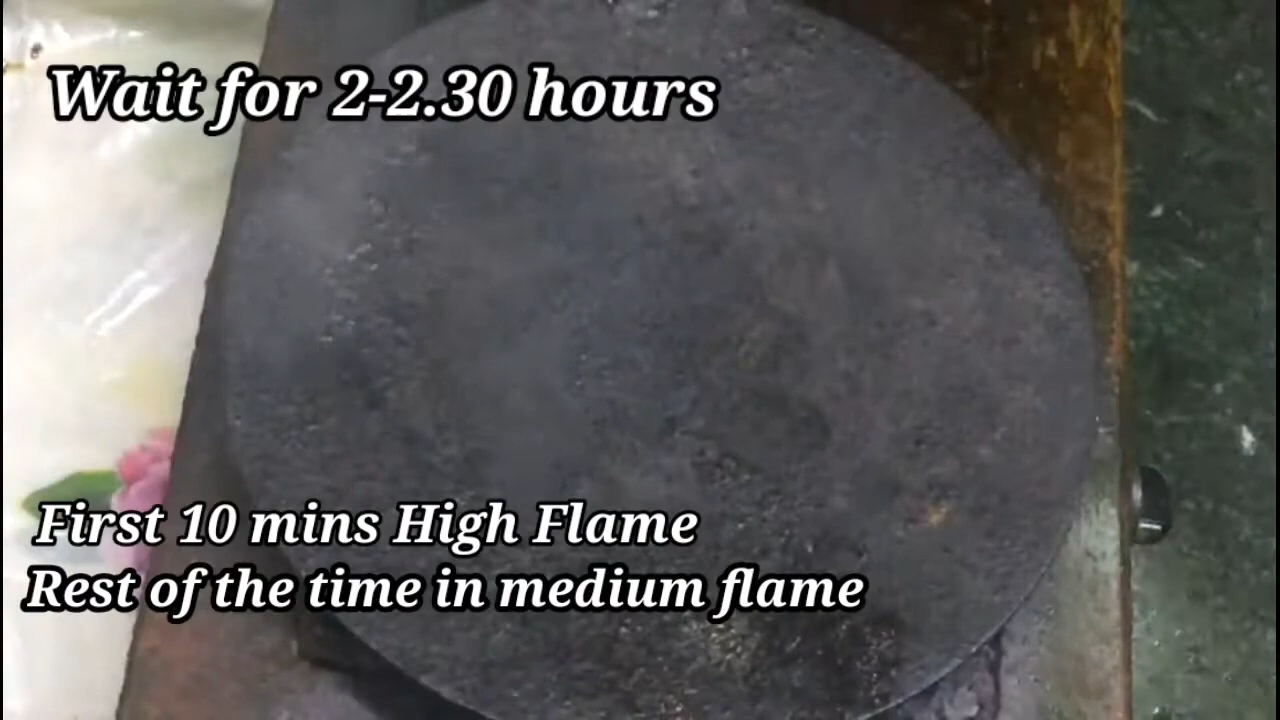 Wait for 2-2.30 hours
First 10 mins High Flame
Rest of the time in medium flame